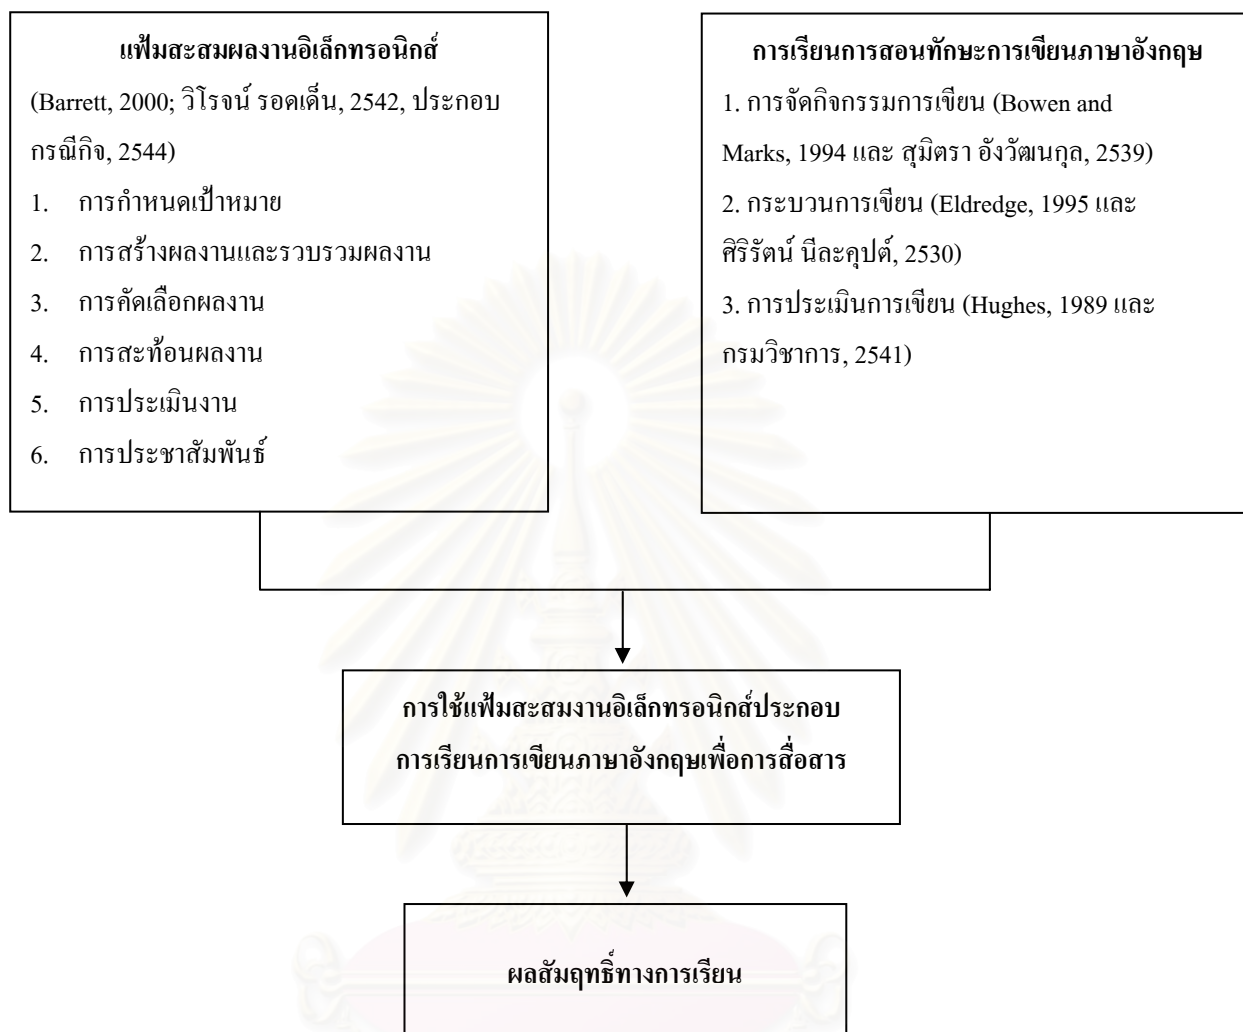 แฟ้มสะสมผลงานอิเล็กทรอนิกส์
(Barrett, 2000; วิโรจน์ รอดเด็น, 2542, ประกอบ
กรณีกิจ, 2544)
1. การกำหนดเป้าหมาย
2. การสร้างผลงานและรวบรวมผลงาน
3. การคัดเลือกผลงาน
4. การสะท้อนผลงาน
5. การประเมินงาน
6. การประชาสัมพันธ์
การเรียนการสอนทักษะการเขียนภาษาอังกฤษ
1. การจัดกิจกรรมการเขียน (Bowen and
Marks, 1994 และ สุมิตรา อังวัฒนกุล, 2539)
2. กระบวนการเขียน (Eldredge, 1995 และ
ศิริรัตน์ นีละคุปต์, 2530)
3. การประเมินการเขียน (Hughes, 1989 และ
กรมวิชาการ, 2541)
การใช้แฟ้มสะสมงานอิเล็กทรอนิกส์ประกอบ
การเรียนการเขียนภาษาอังกฤษเพื่อการสื่อสาร
ผลสัมฤทธิ์ทางการเรียน